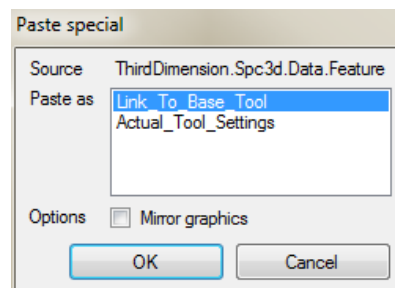 Paste special
Source ThirdDimension.Spc3d.Data.Feature
Paste as Link_To_Base_Tool
Actual_Tool_Settings
Options Mirror graphics
OK Cancel